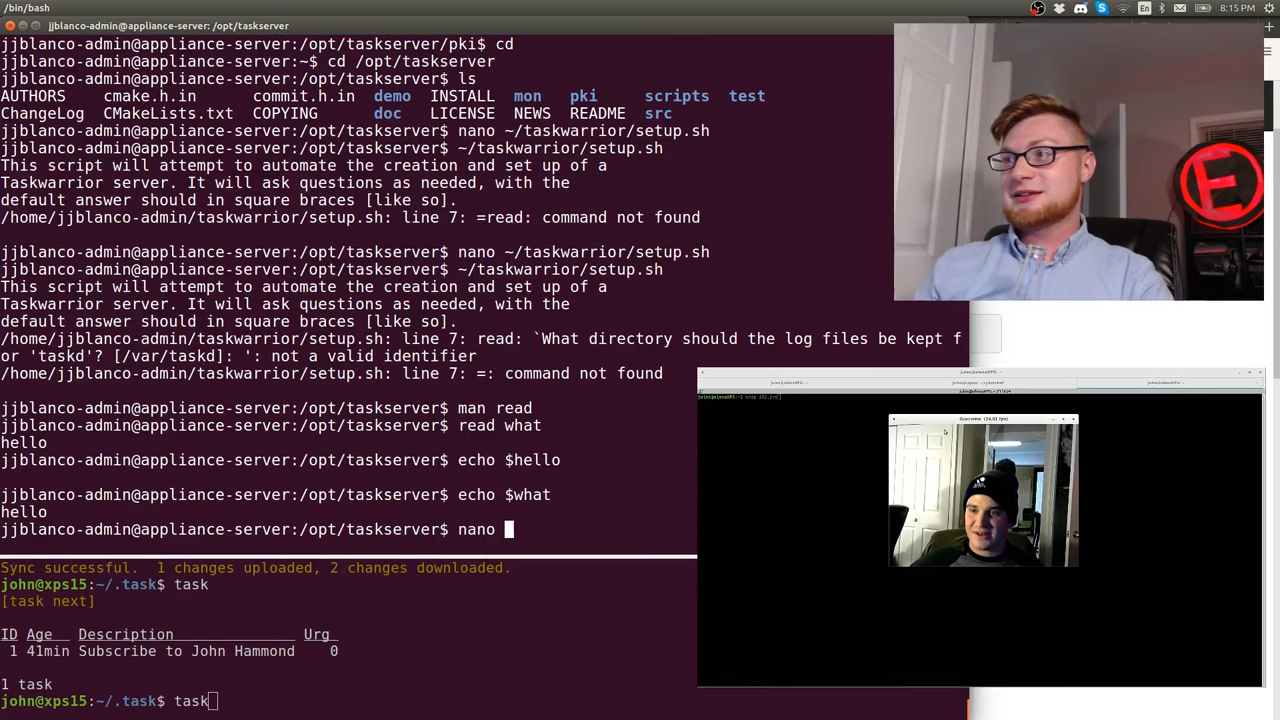 /bin/bash
En
8:15 PM
jjblanco-admin@appliance-server:/opt/taskserver
jjblanco-admin@appliance-server:/opt/taskserver/pki$ cd
jjblanco-admin@appliance-server:~$ cd /opt/taskserver
jjblanco-admin@appliance-server:/opt/taskserver$ ls
AUTHORS cmake.h.in commit.h.in demo INSTALL mon pki scripts test
ChangeLog CMakeLists.txt COPYING doc LICENSE NEWS README src
jjblanco-admin@appliance-server:/opt/taskserver$ nano ~/taskwarrior/setup.sh
jjblanco-admin@appliance-server:/opt/taskserver$ ~/taskwarrior/setup.sh
This script will attempt to automate the creation and set up of a
Taskwarrior server. It will ask questions as needed, with the
default answer should in square braces [like so].
/home/jjblanco-admin/taskwarrior/setup.sh: line 7: =read: command not found
jjblanco-admin@appliance-server:/opt/taskserver$ nano ~/taskwarrior/setup.sh
jjblanco-admin@appliance-server:/opt/taskserver$ ~/taskwarrior/setup.sh
This script will attempt to automate the creation and set up of a
Taskwarrior server. It will ask questions as needed, with the
default answer should in square braces [like so].
/home/jjblanco-admin/taskwarrior/setup.sh: line 7: read: `What directory should the log files be kept f
or 'taskd'? [/var/taskd]: ': not a valid identifier
/home/jjblanco-admin/taskwarrior/setup.sh: line 7: =: command not found
jjblanco-admin@appliance-server:/opt/taskserver$ man read
jjblanco-admin@appliance-server:/opt/taskserver$ read what
hello
jjblanco-admin@appliance-server:/opt/taskserver$ echo $hello
jjblanco-admin@appliance-server:/opt/taskserver$ echo $what
hello
jjblanco-admin@appliance-server:/opt/taskserver$ nano
Sync successful. 1 changes uploaded, 2 changes downloaded.
john@xps15:~/.task$ task
[task next]
ID Age Description Urg
1 41min Subscribe to John Hammond 0
1 task
john@xps15:~/.task$ task
E